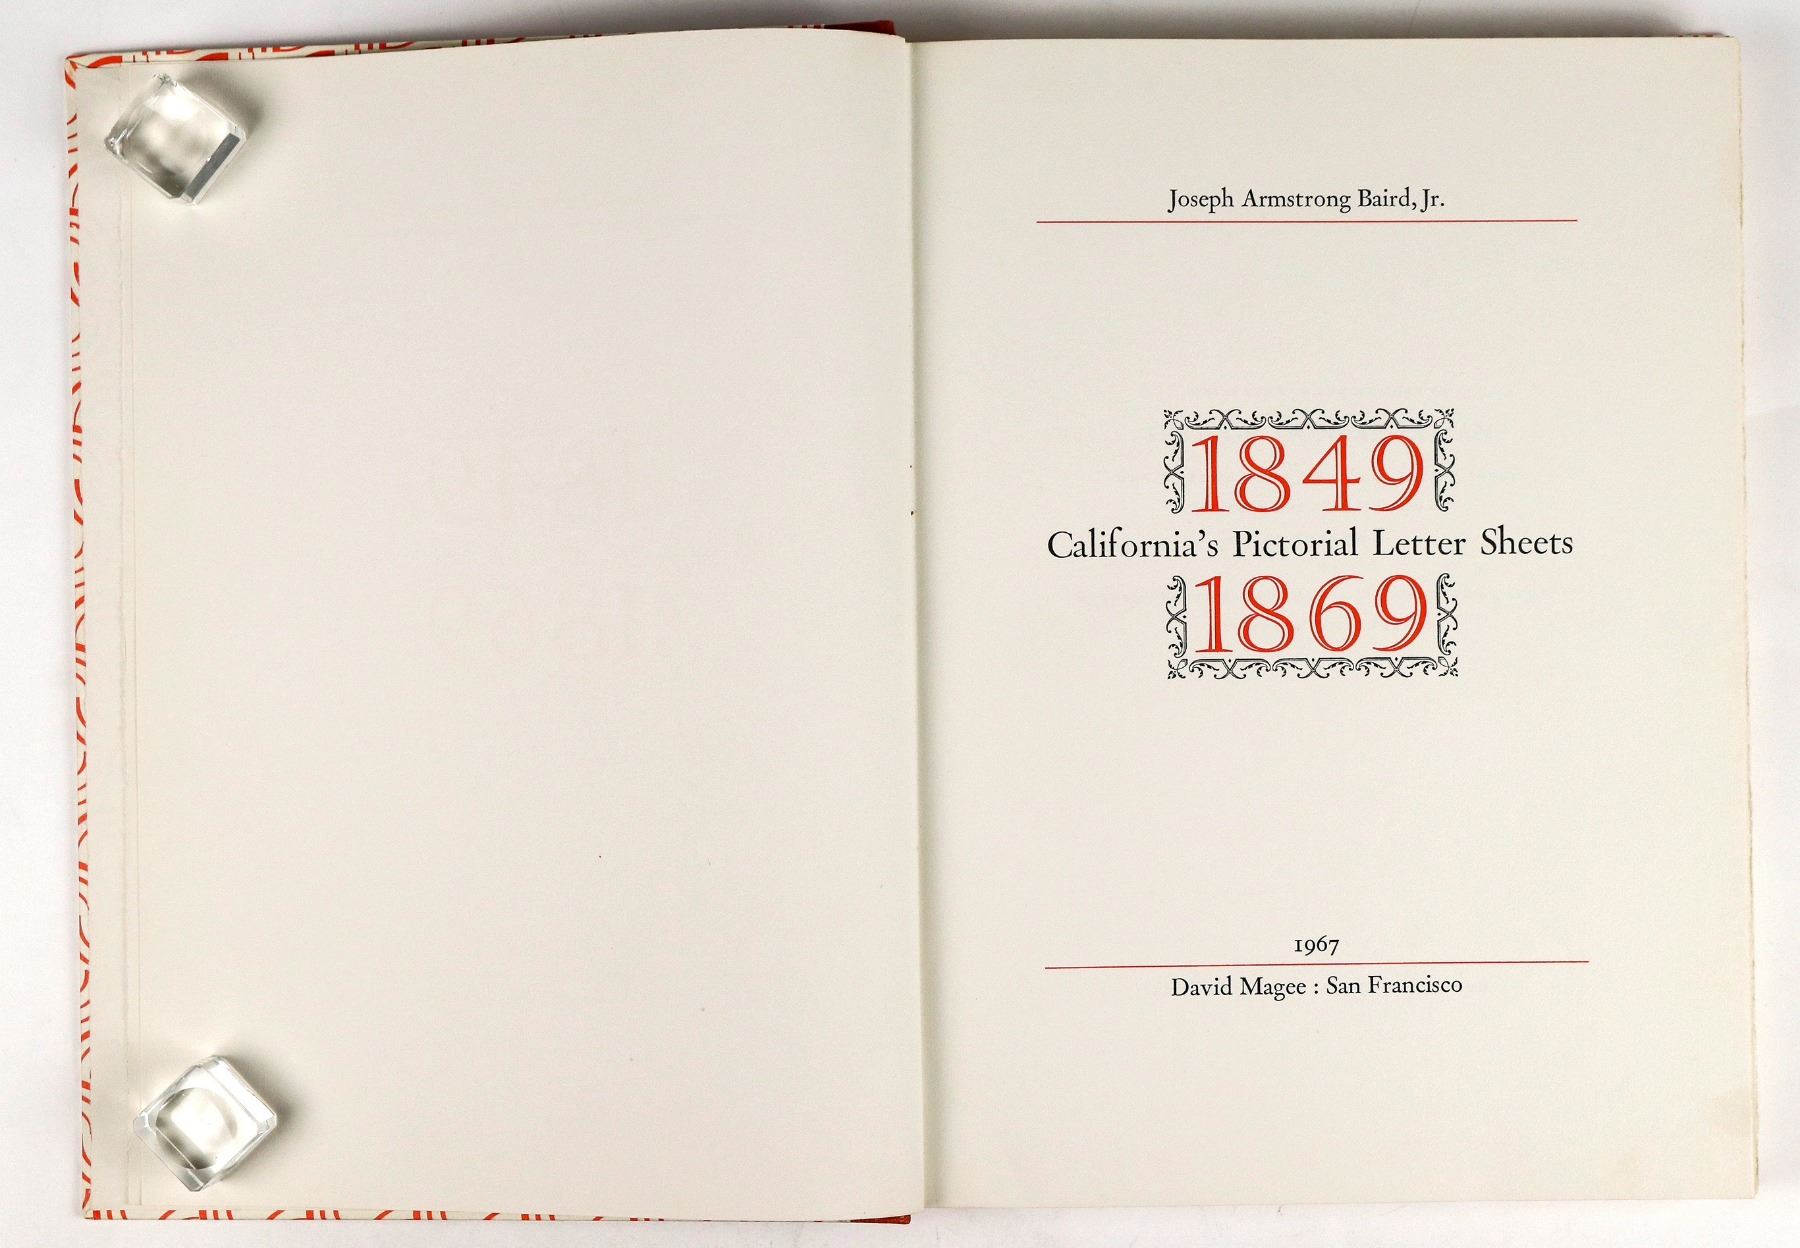 Joseph Armstrong Baird, Jr.
1849
California's Pictorial Letter Sheets
1869
1967
David Magee : San Francisco